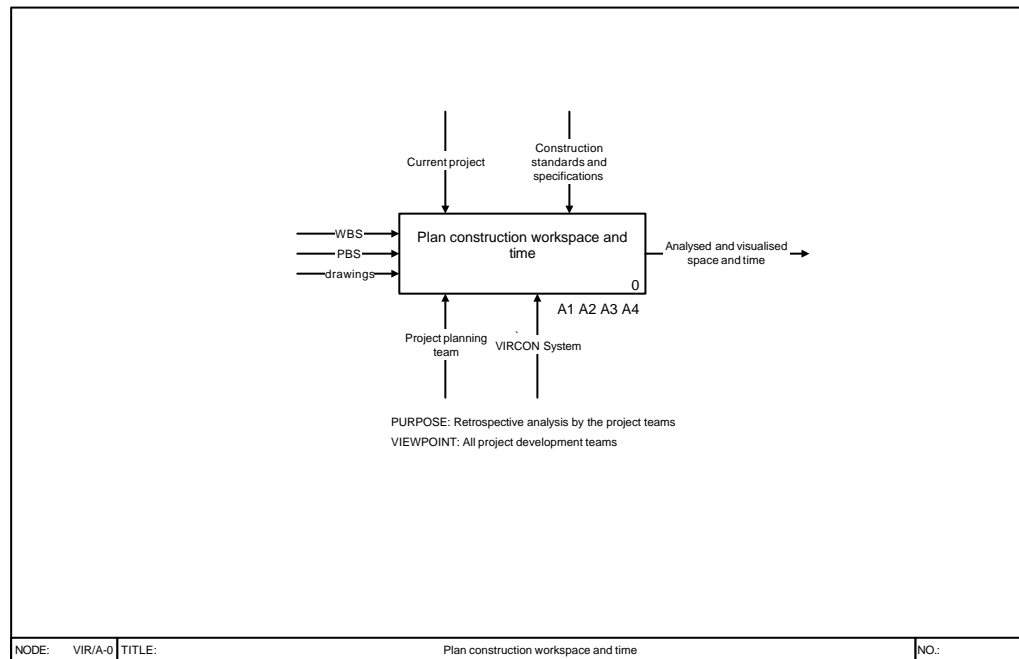 Current project
Construction
standards and
specifications
WBS
PBS
drawings
Plan construction workspace and
time
0
Analysed and visualised
space and time
A1 A2 A3 A4
Project planning
team
` VIRCON System
PURPOSE: Retrospective analysis by the project teams
VIEWPOINT: All project development teams
NODE: VIR/A-0 TITLE: Plan construction workspace and time NO.: